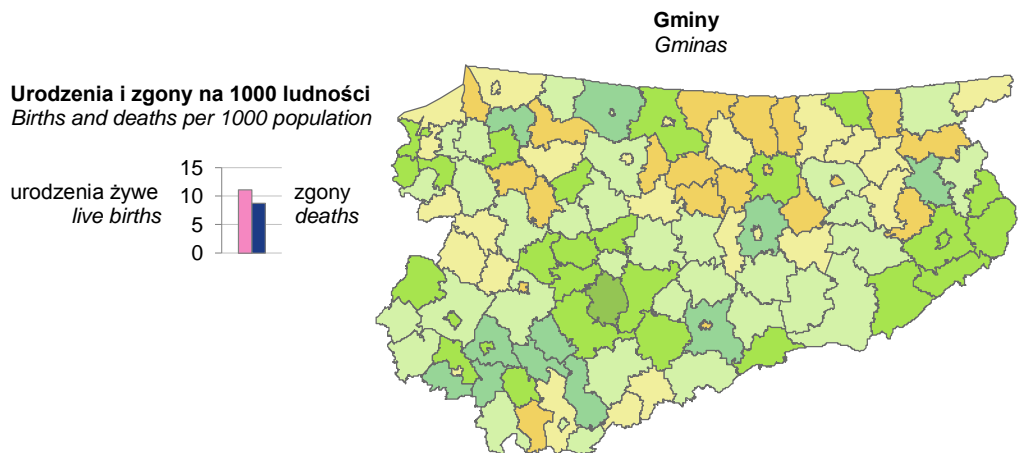 Gminy
Gminas
Urodzenia i zgony na 1000 ludności
Births and deaths per 1000 population
15
10
5
0
urodzenia żywe
live births
zgony
deaths